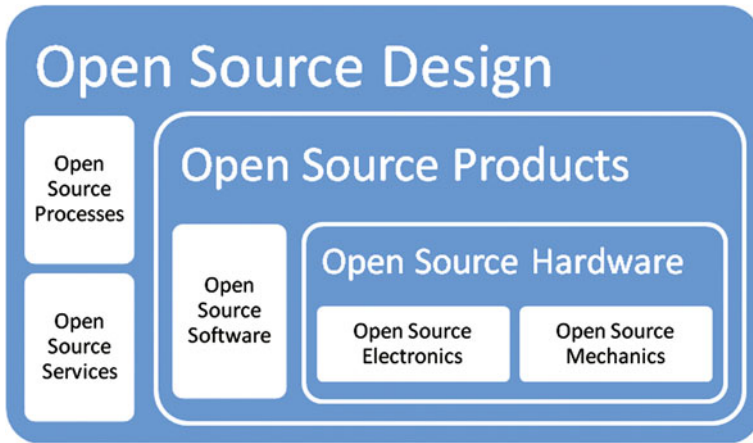 Open Source Design
Open
Source
Processes
Open
Source
Services
Open Source Products
Open
Source
Software
Open Source Hardware
Open Source
Electronics
Open Source
Mechanics